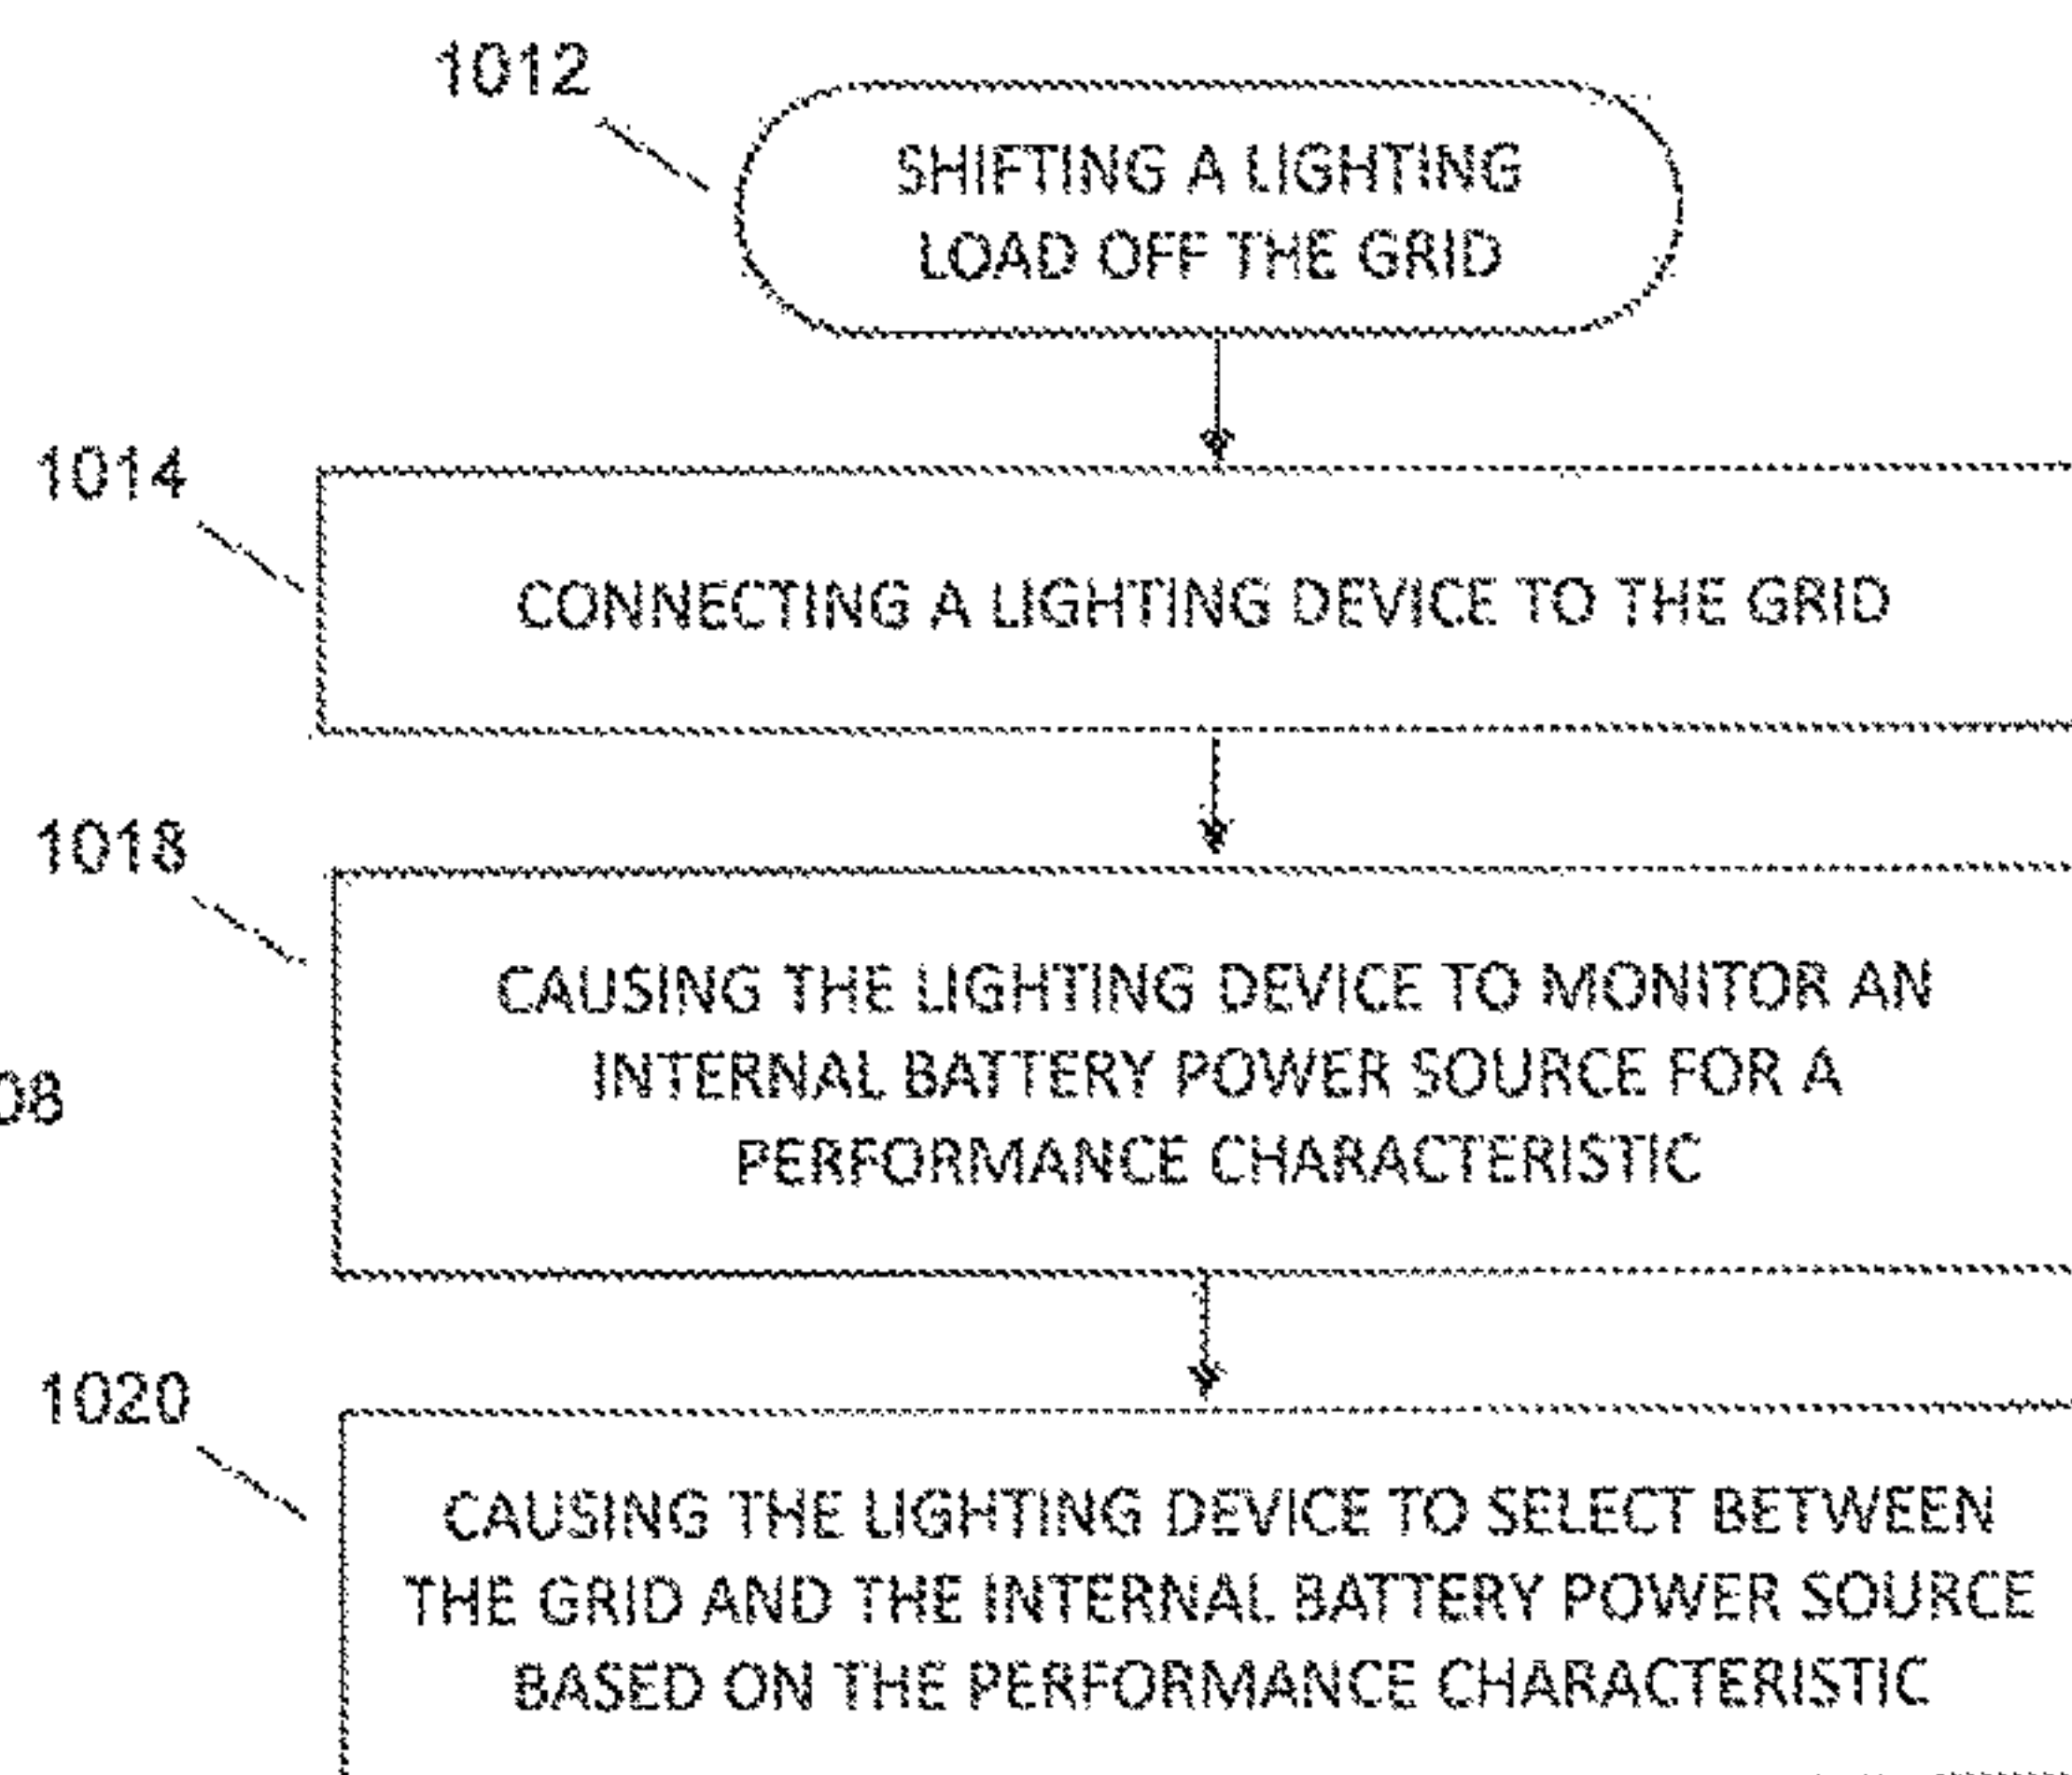 1012
SHIFTING A LIGHTING
LOAD OFF THE GRID
1014
CONNECTING A LIGHTING DEVICE TO THE GRID
1018
CAUSING THE LIGHTING DEVICE TO MONITOR AN
INTERNAL BATTERY POWER SOURCE FOR A
PERFORMANCE CHARACTERISTIC
08
1020
CAUSING THE LIGHTING DEVICE TO SELECT BETWEEN
THE GRID AND THE INTERNAL BATTERY POWER SOURCE
BASED ON THE PERFORMANCE CHARACTERISTIC